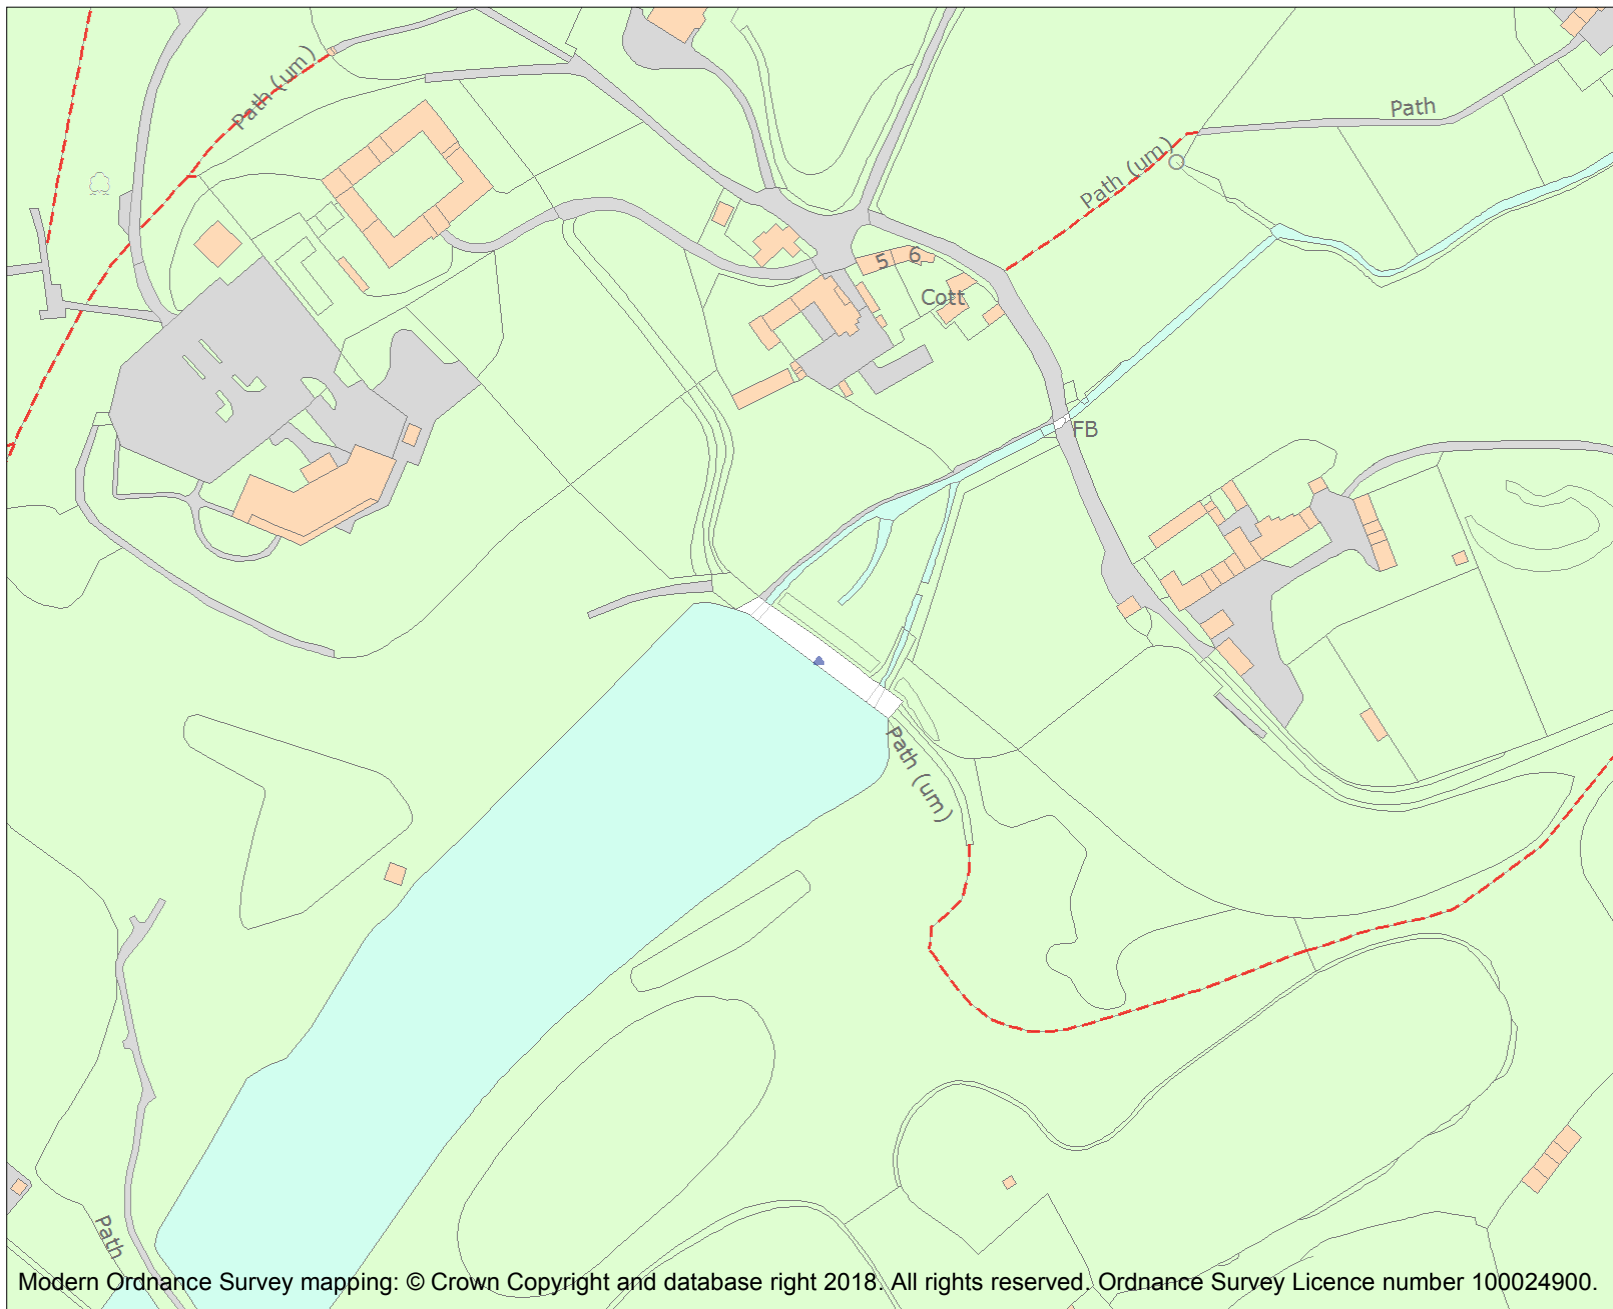 Path (um)
Path
Path (um)
5 6
Cott
FB
Path (um)
Path
Modern Ordnance Survey mapping: © Crown Copyright and database right 2018. All rights reserved. Ordnance Survey Licence number 100024900.